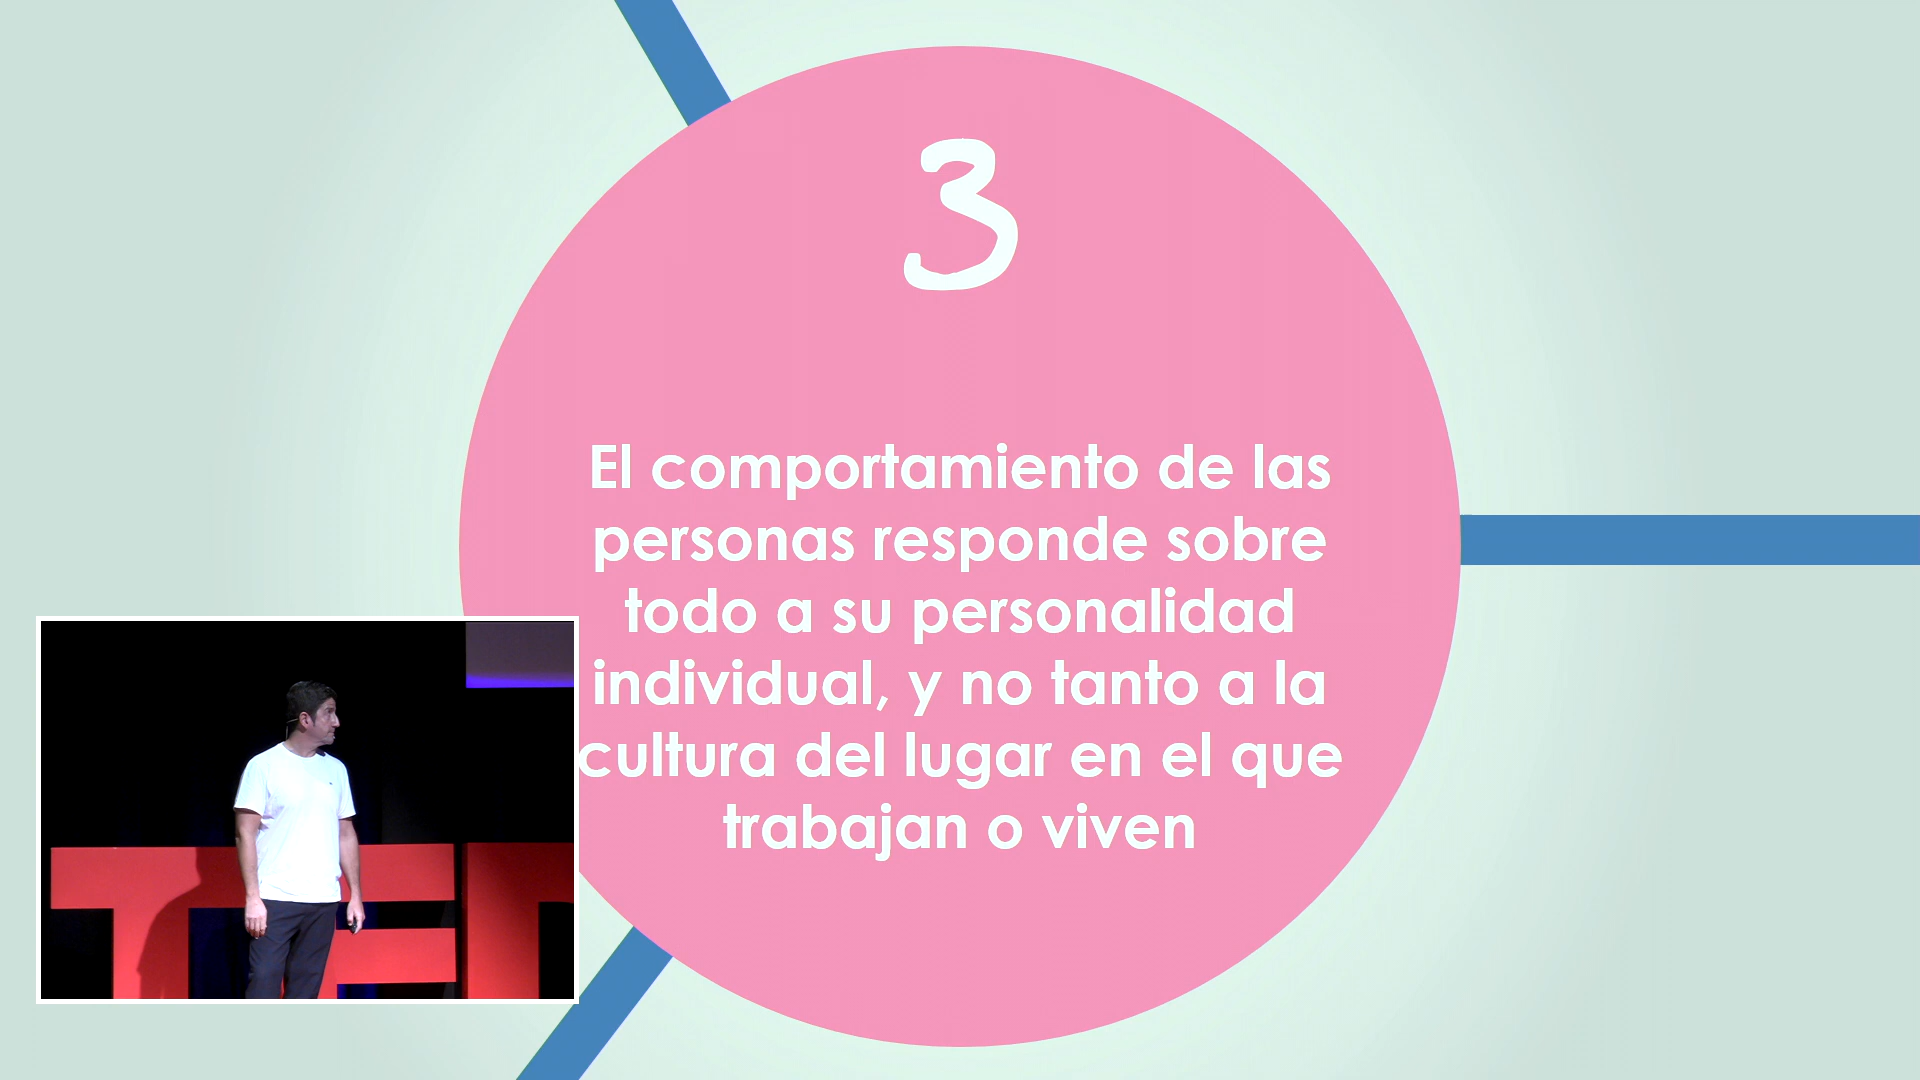 3
El comportamiento de las
personas responde sobre
todo a su personalidad
individual, y no tanto a la
cultura del lugar en el que
trabajan o viven
TED